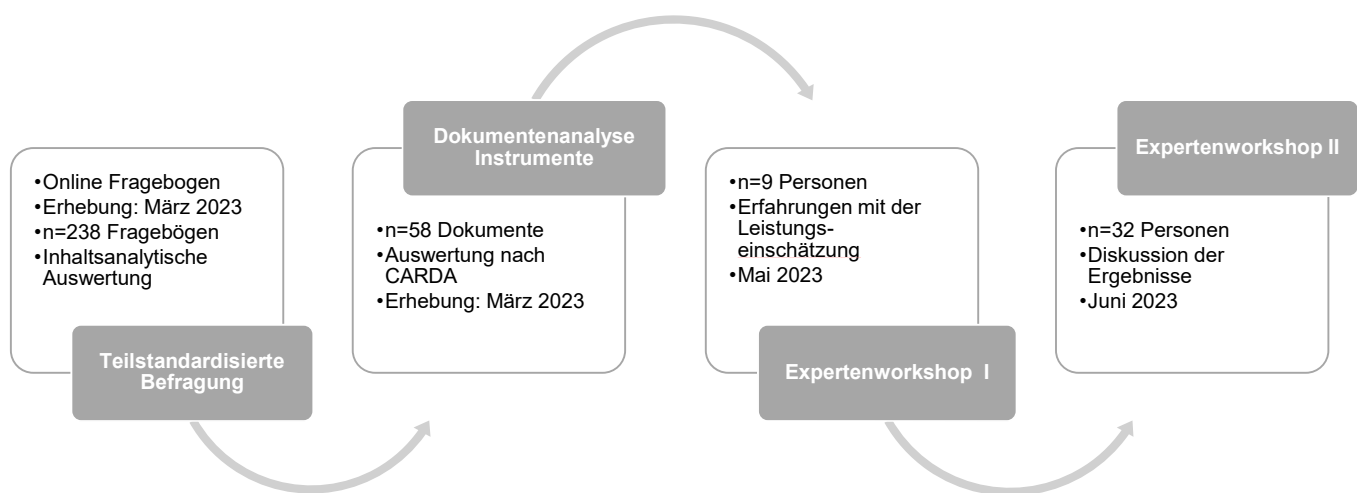 •Online Fragebogen
•Erhebung: März 2023
•n=238 Fragebögen
•Inhaltsanalytische
Auswertung
Teilstandardisierte
Befragung
Dokumentenanalyse
Instrumente
•n=58 Dokumente
•Auswertung nach
CARDA
•Erhebung: März 2023
•n=9 Personen
•Erfahrungen mit der
Leistungs-
einschätzung
•Mai 2023
Expertenworkshop I
Expertenworkshop II
•n=32 Personen
•Diskussion der
Ergebnisse
•Juni 2023